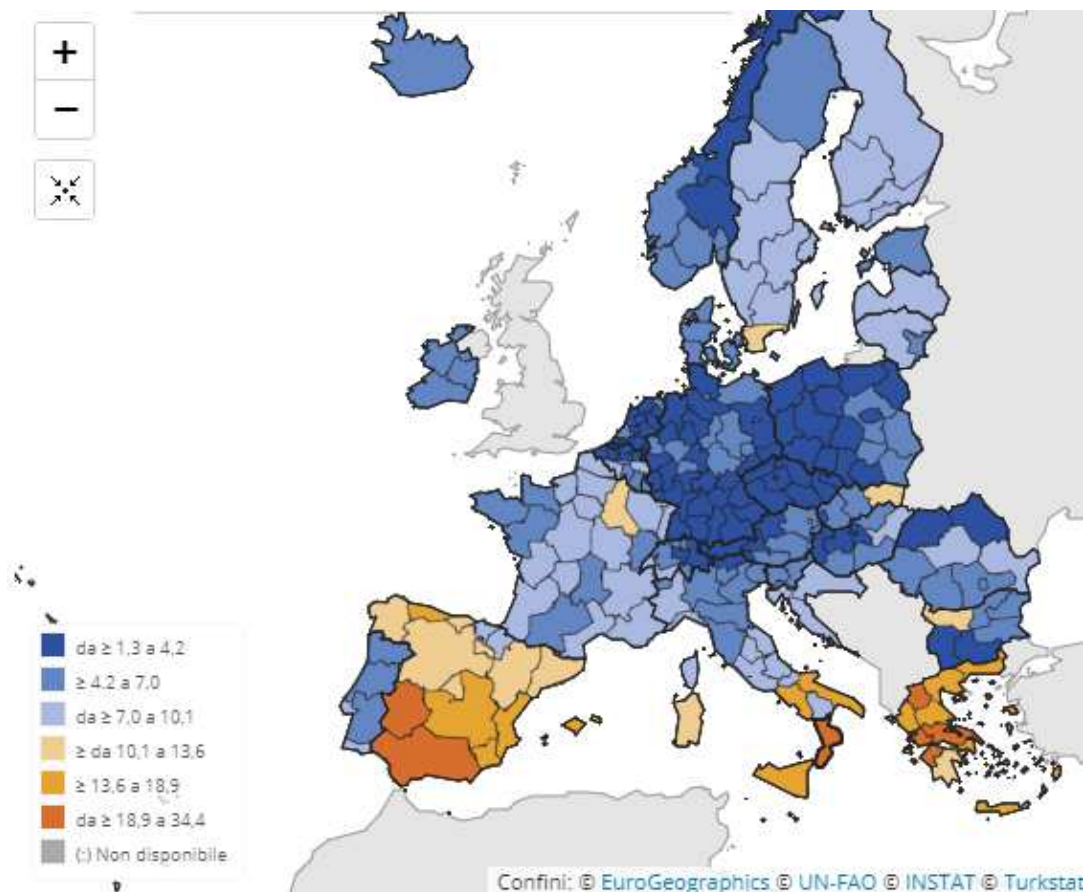 +
−
da ≥ 1,3 a 4,2
≥ 4.2 a 7,0
da ≥ 7,0 a 10,1
≥ da 10,1 a 13,6
≥ 13,6 a 18,9
da ≥ 18,9 a 34,4
(:) Non disponibile
Confini: © EuroGeographics © UN-FAO © INSTAT © Turkstat